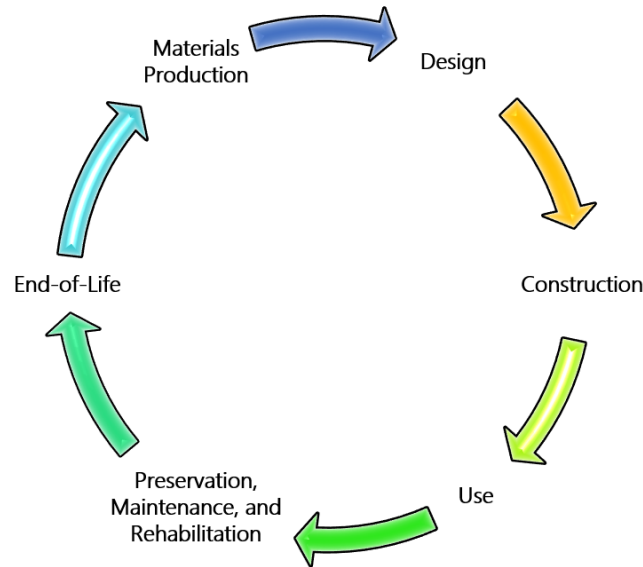 Materials
Production
Design
Construction
Use
Preservation,
Maintenance, and
Rehabilitation
End-of-Life